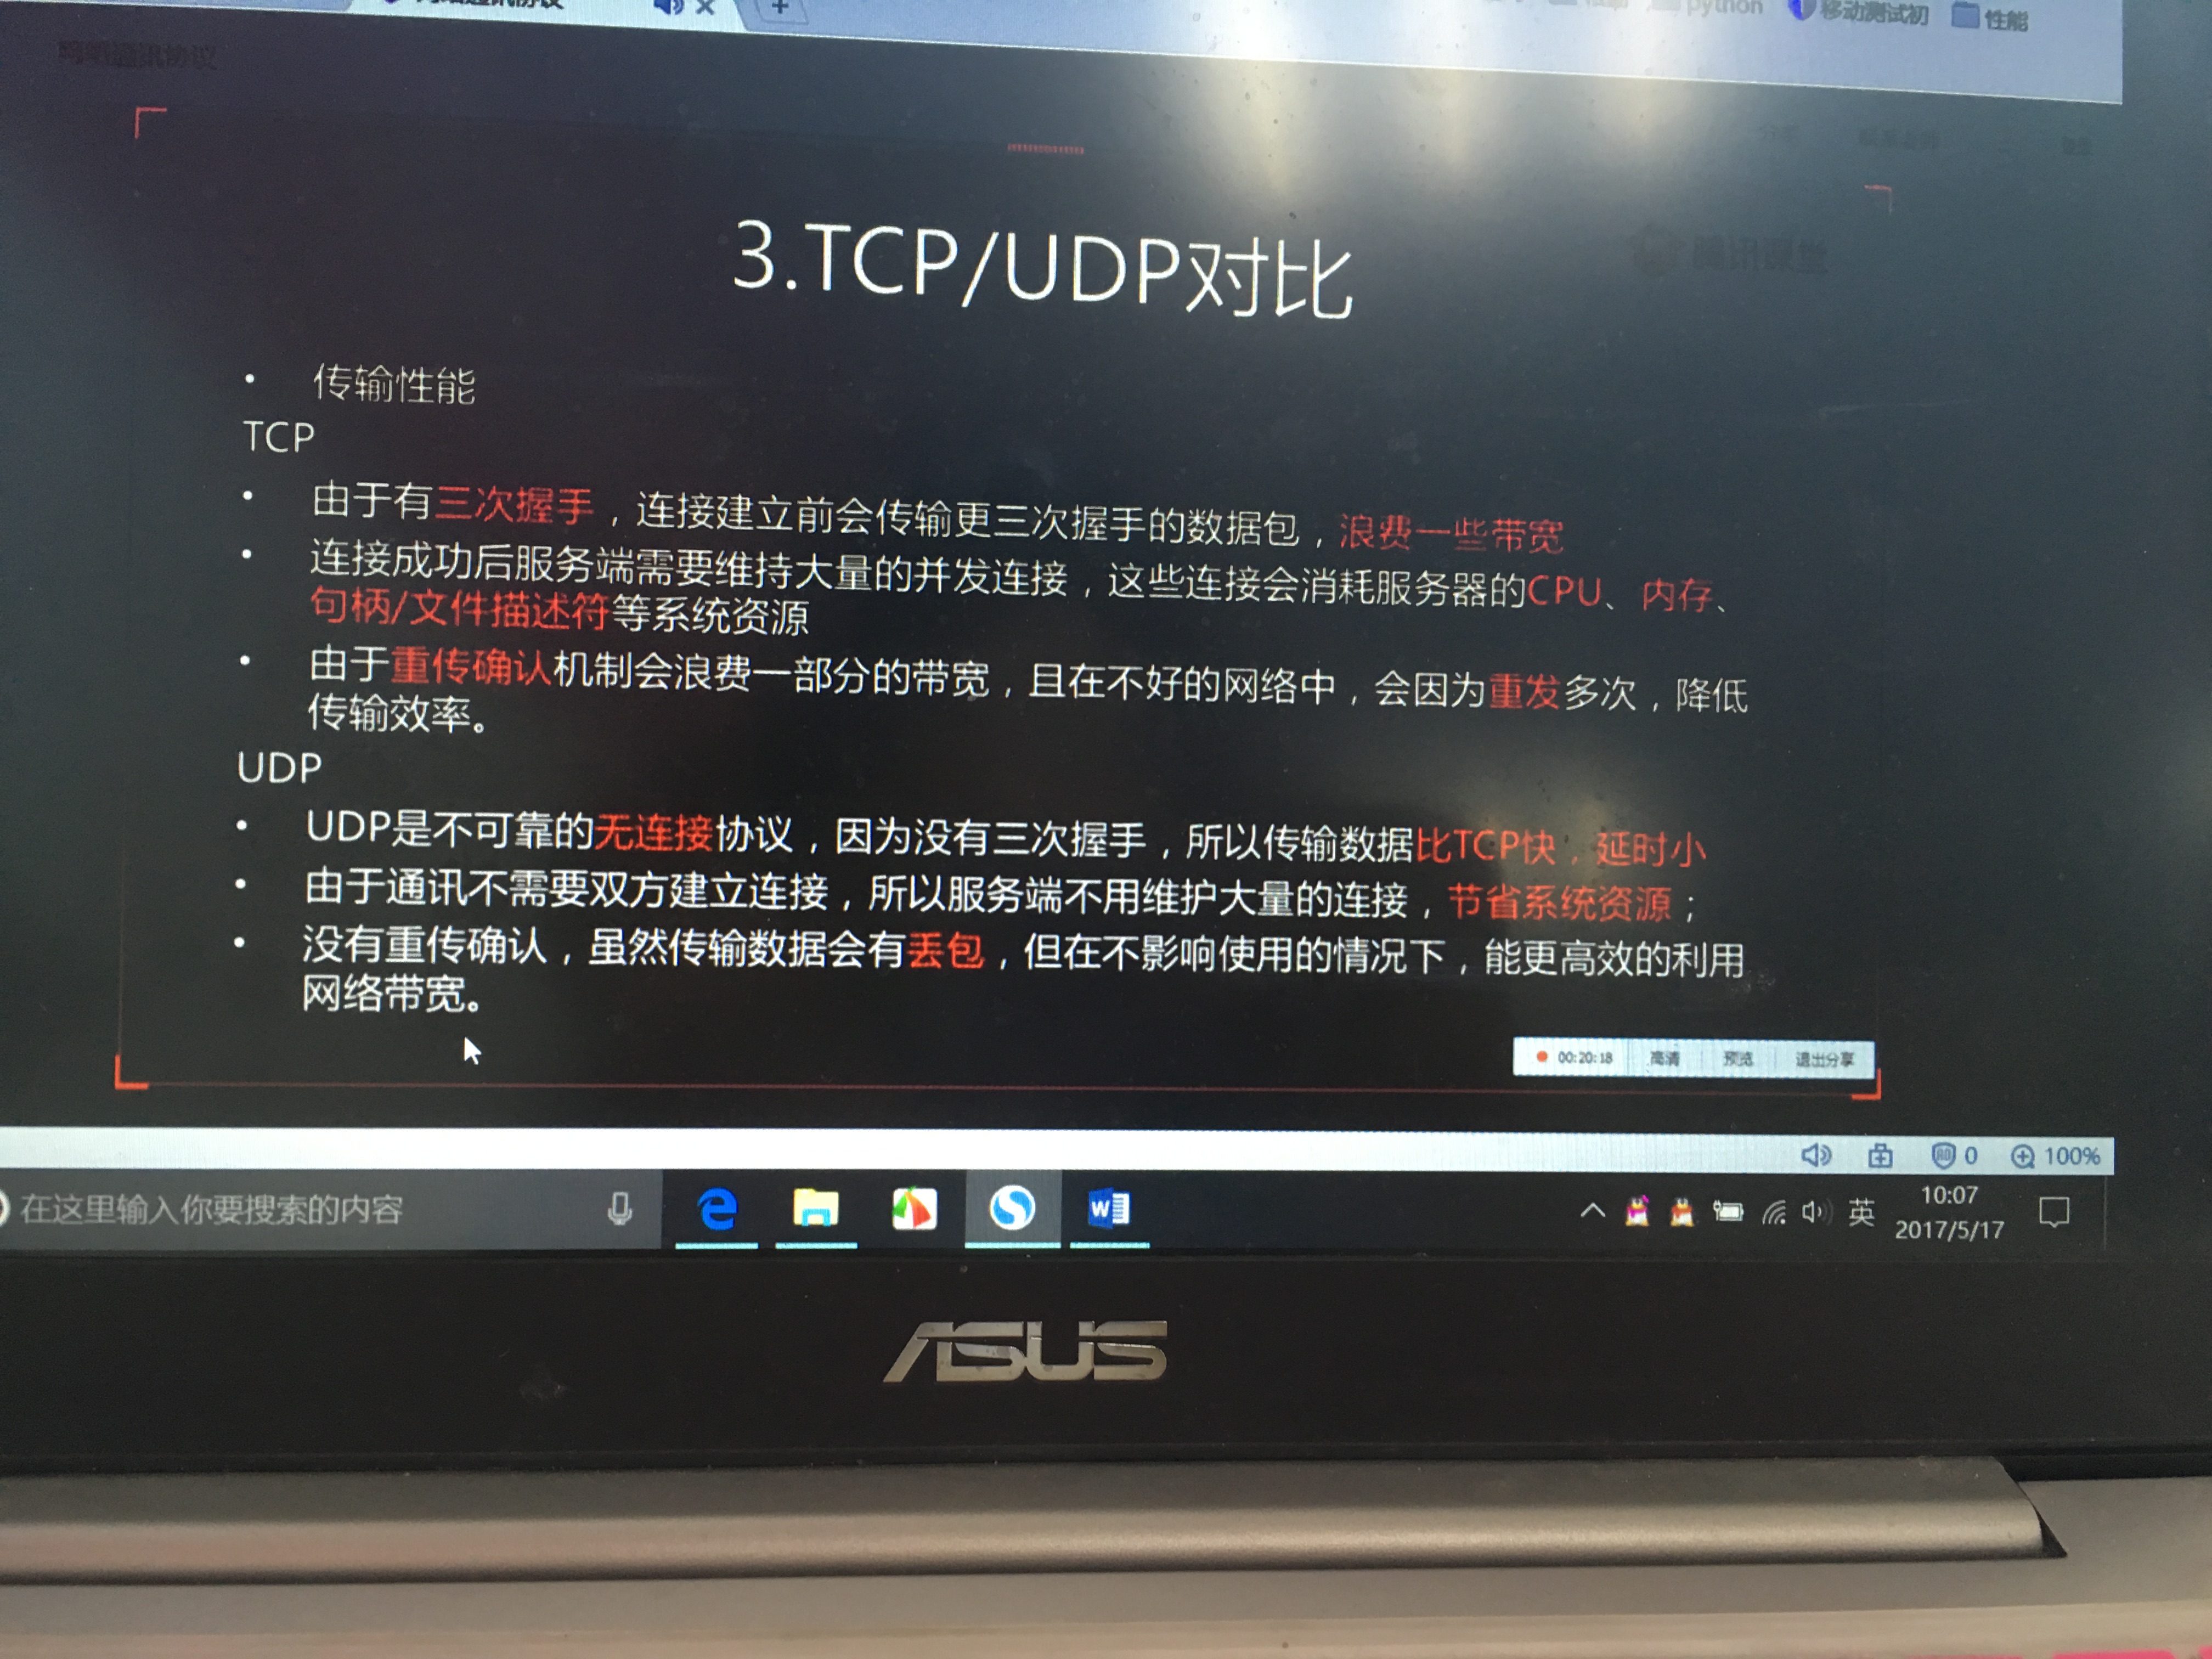 网络通讯协议
python
移动测试初
性能
网络通讯协议
3.TCP/UDP对比
• 传输性能
TCP
• 由于有三次握手，连接建立前会传输更三次握手的数据包，浪费一些带宽
• 连接成功后服务端需要维持大量的并发连接，这些连接会消耗服务器的CPU、内存、
句柄/文件描述符等系统资源
• 由于重传确认机制会浪费一部分的带宽，且在不好的网络中，会因为重发多次，降低
传输效率。
UDP
• UDP是不可靠的无连接协议，因为没有三次握手，所以传输数据比TCP快，延时小
• 由于通讯不需要双方建立连接，所以服务端不用维护大量的连接，节省系统资源；
• 没有重传确认，虽然传输数据会有丢包，但在不影响使用的情况下，能更高效的利用
网络带宽。
00:20:18 高清 预览 退出分享
0 100%
在这里输入你要搜索的内容
英
10:07
2017/5/17
ASUS